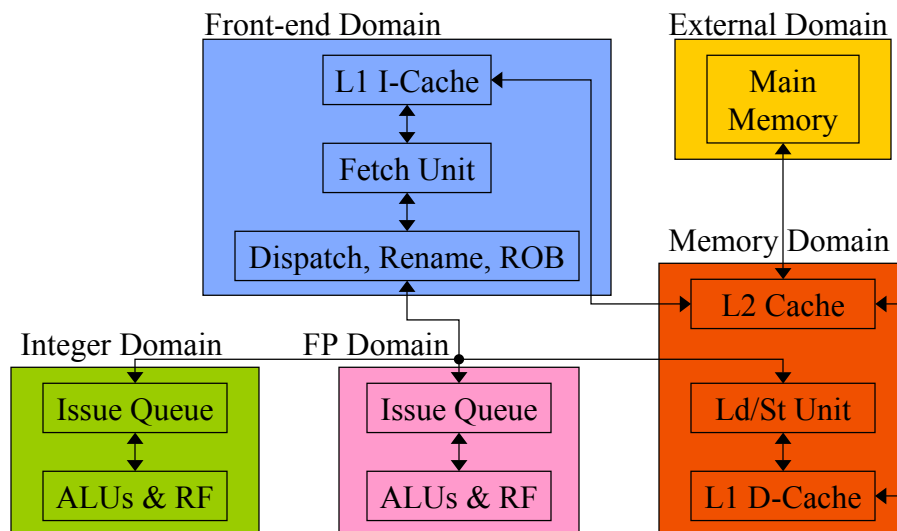 Front-end Domain
External Domain
L1 I-Cache
Main
Memory
Fetch Unit
Dispatch, Rename, ROB
Memory Domain
L2 Cache
Integer Domain
FP Domain
Issue Queue
Issue Queue
Ld/St Unit
ALUs & RF
ALUs & RF
L1 D-Cache